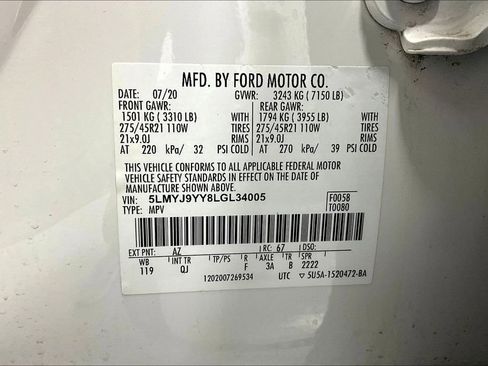 MFD. BY FORD MOTOR CO.
DATE: 07/20 GVWR: 3243 KG ( 7150 LB)
FRONT GAWR: REAR GAWR:
1501 KG ( 3310 LB) WITH 1794 KG ( 3955 LB) WITH
275/45R21 110W TIRES 275/45R21 110W TIRES
21x9.0J RIMS 21x9.0J RIMS
AT 220 kPa/ 32 PSI COLD AT 270 kPa/ 39 PSI COLD
THIS VEHICLE CONFORMS TO ALL APPLICABLE FEDERAL MOTOR
VEHICLE SAFETY STANDARDS IN EFFECT ON THE DATE OF
MANUFACTURE SHOWN ABOVE.
VIN: 5LMYJ9YY8LGL34005 F0058
TYPE: MPV T0080
EXT PNT: AZ RC: 67 DSO:
WB INT TR TP/PS R AXLE TR SPR
119 QJ F 3A B 2222
1202007269534 UTC ▽ 5U5A-1520472-BA